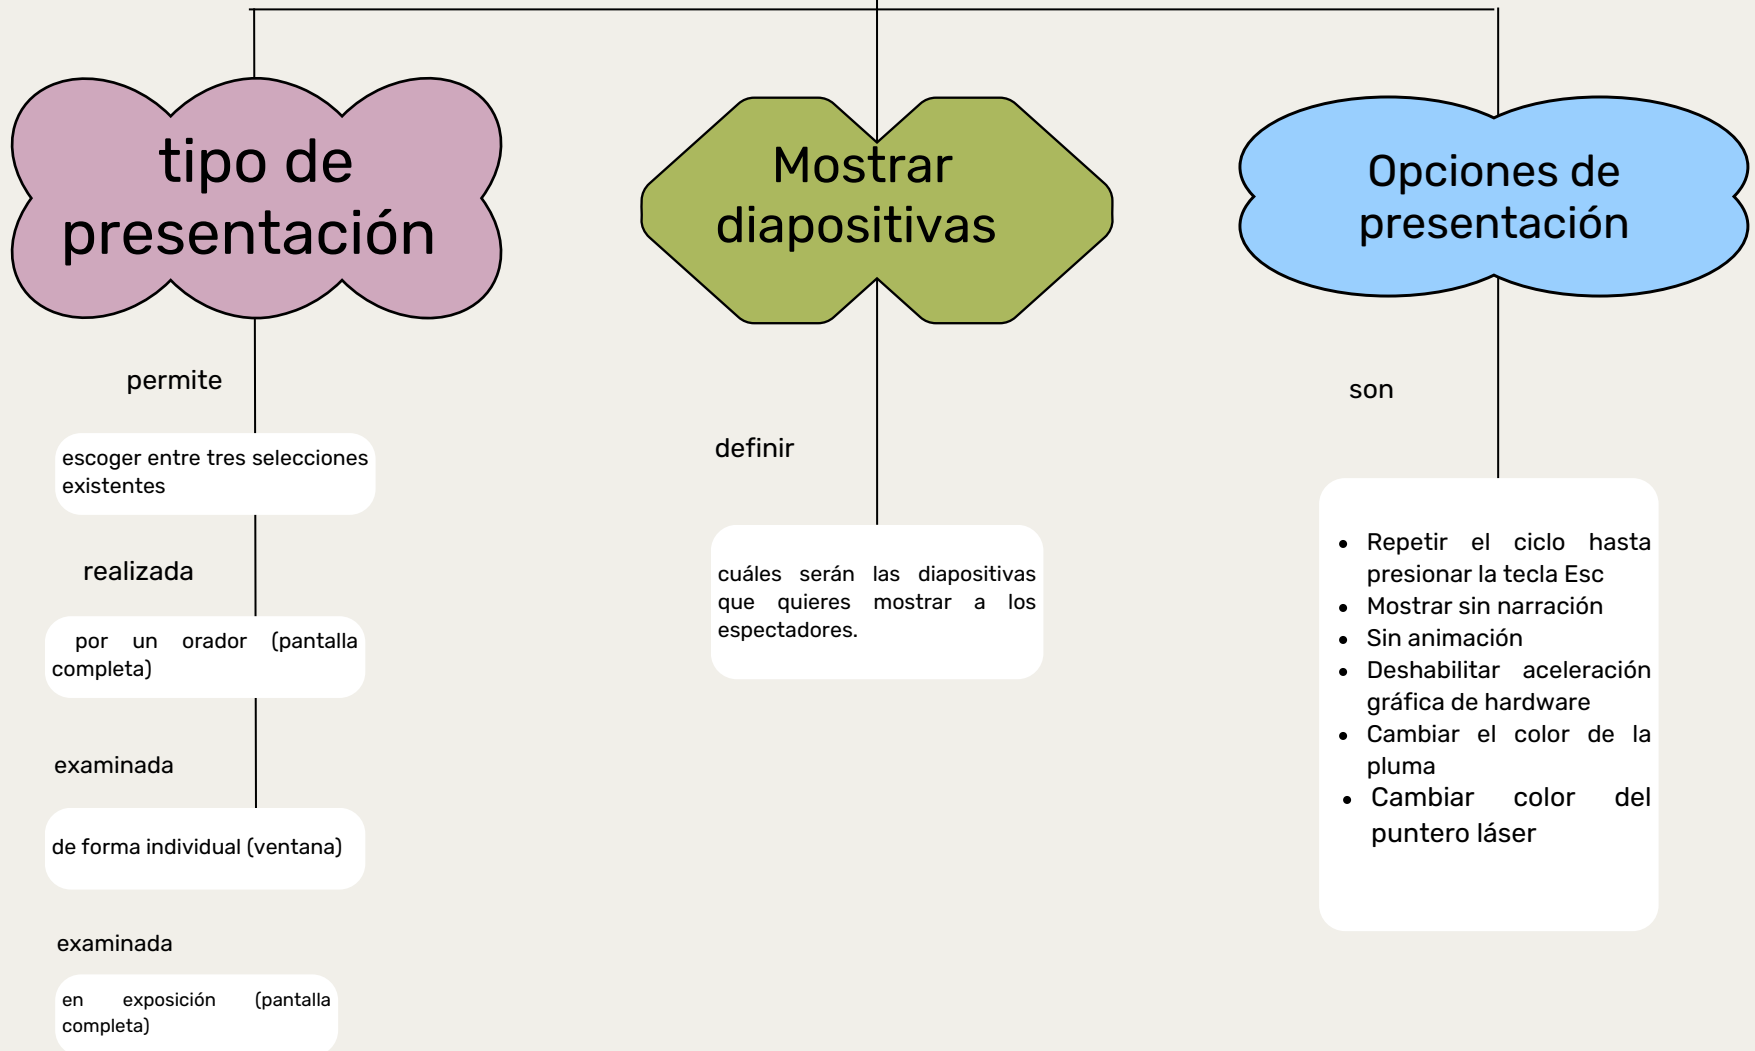 tipo de
presentación
permite
escoger entre tres selecciones
existentes
realizada
por un orador (pantalla
completa)
examinada
de forma individual (ventana)
examinada
en exposición (pantalla
completa)
Mostrar
diapositivas
definir
cuáles serán las diapositivas
que quieres mostrar a los
espectadores.
Opciones de
presentación
son
• Repetir el ciclo hasta
presionar la tecla Esc
• Mostrar sin narración
• Sin animación
• Deshabilitar aceleración
gráfica de hardware
• Cambiar el color de la
pluma
• Cambiar color del
puntero láser